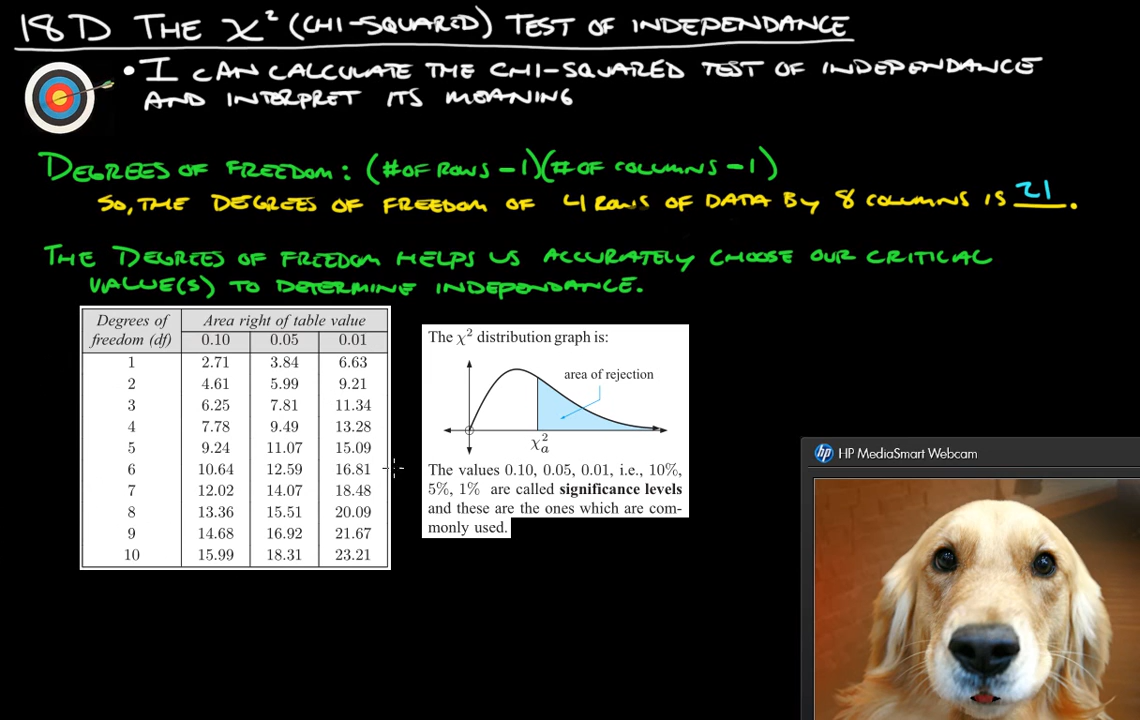 18D THE χ² (CHI-SQUARED) TEST OF INDEPENDANCE
• I CAN CALCULATE THE CHI-SQUARED TEST OF INDEPENDANCE
AND INTERPRET ITS MEANING
DEGREES OF FREEDOM: (# OF ROWS - 1)(# OF COLUMNS - 1)
SO, THE DEGREES OF FREEDOM OF 4 ROWS OF DATA BY 8 COLUMNS IS 21.
THE DEGREES OF FREEDOM HELPS US ACCURATELY CHOOSE OUR CRITICAL
VALUE(S) TO DETERMINE INDEPENDANCE.
Degrees of freedom (df) Area right of table value
0.10 0.05 0.01
1 2.71 3.84 6.63
2 4.61 5.99 9.21
3 6.25 7.81 11.34
4 7.78 9.49 13.28
5 9.24 11.07 15.09
6 10.64 12.59 16.81
7 12.02 14.07 18.48
8 13.36 15.51 20.09
9 14.68 16.92 21.67
10 15.99 18.31 23.21
The χ² distribution graph is:
area of rejection
χ²a
The values 0.10, 0.05, 0.01, i.e., 10%,
5%, 1% are called significance levels
and these are the ones which are com-
monly used.
hp HP MediaSmart Webcam